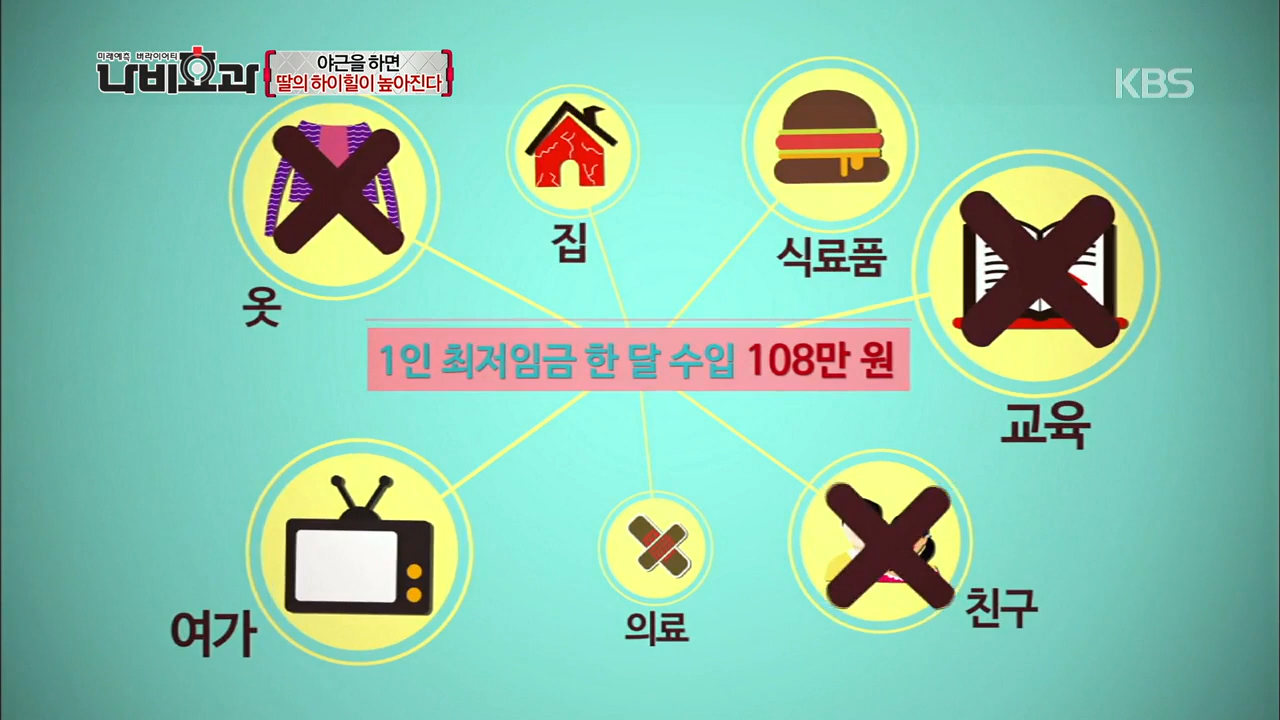 미래예측 버라이어티
나비효과
야근을 하면
딸의 하이힐이 높아진다
KBS
집
식료품
옷
1인 최저임금 한 달 수입 108만 원
교육
여가
의료
친구